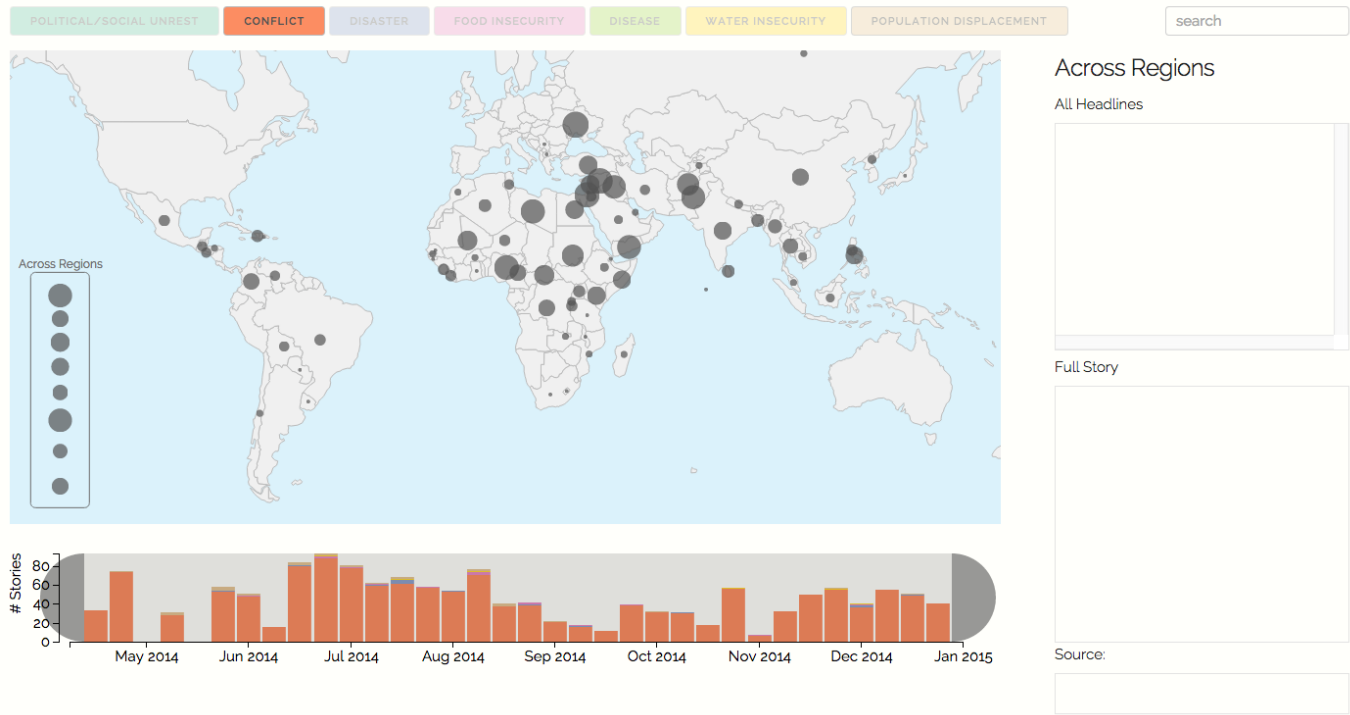 POLITICAL/SOCIAL UNREST CONFLICT DISASTER FOOD INSECURITY DISEASE WATER INSECURITY POPULATION DISPLACEMENT search
Across Regions
All Headlines
Across Regions
Full Story
# Stories
80
60
40
20
0
May 2014 Jun 2014 Jul 2014 Aug 2014 Sep 2014 Oct 2014 Nov 2014 Dec 2014 Jan 2015
Source: